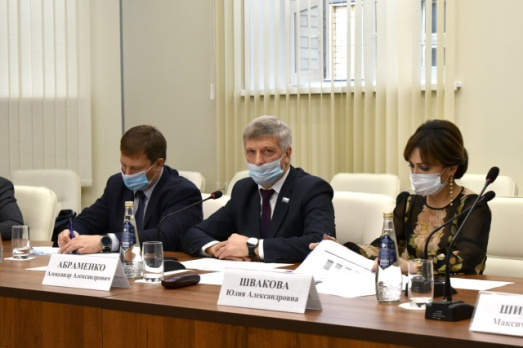 АБРАМЕНКО
Александр Александрович
ШВАКОВА
Юлия Александровна
Максим